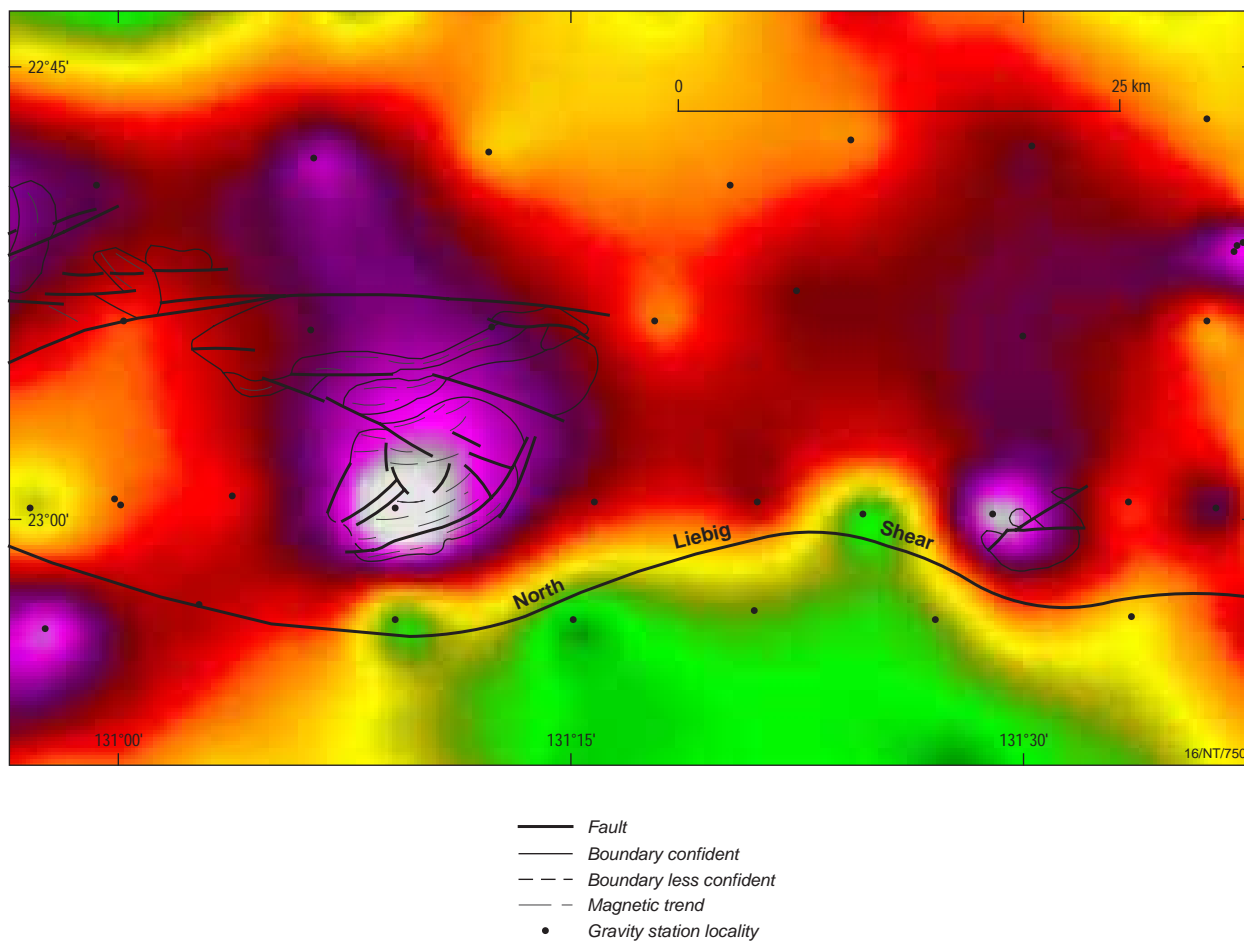 22°45'
0 25 km
23°00'
North Liebig Shear
131°00' 131°15' 131°30'
16/NT/750
Fault
Boundary confident
Boundary less confident
Magnetic trend
Gravity station locality